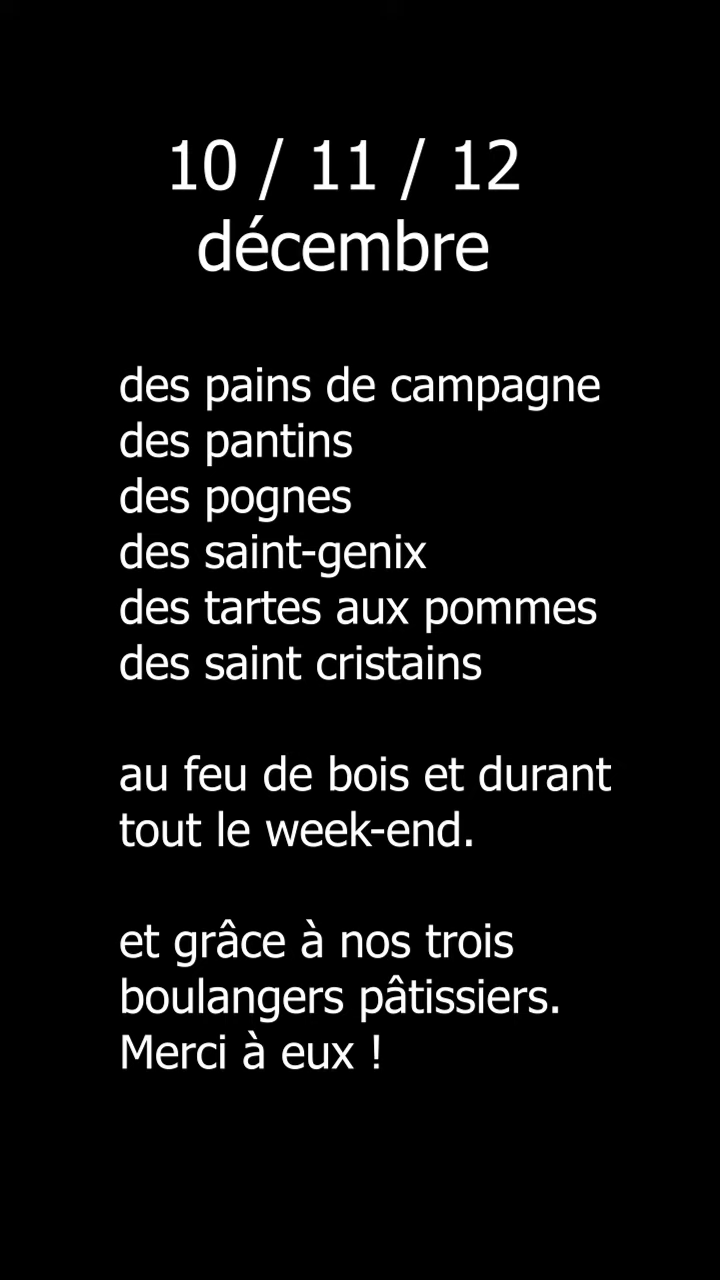 10 / 11 / 12
décembre
des pains de campagne
des pantins
des pognes
des saint-genix
des tartes aux pommes
des saint cristains
au feu de bois et durant
tout le week-end.
et grâce à nos trois
boulangers pâtissiers.
Merci à eux !